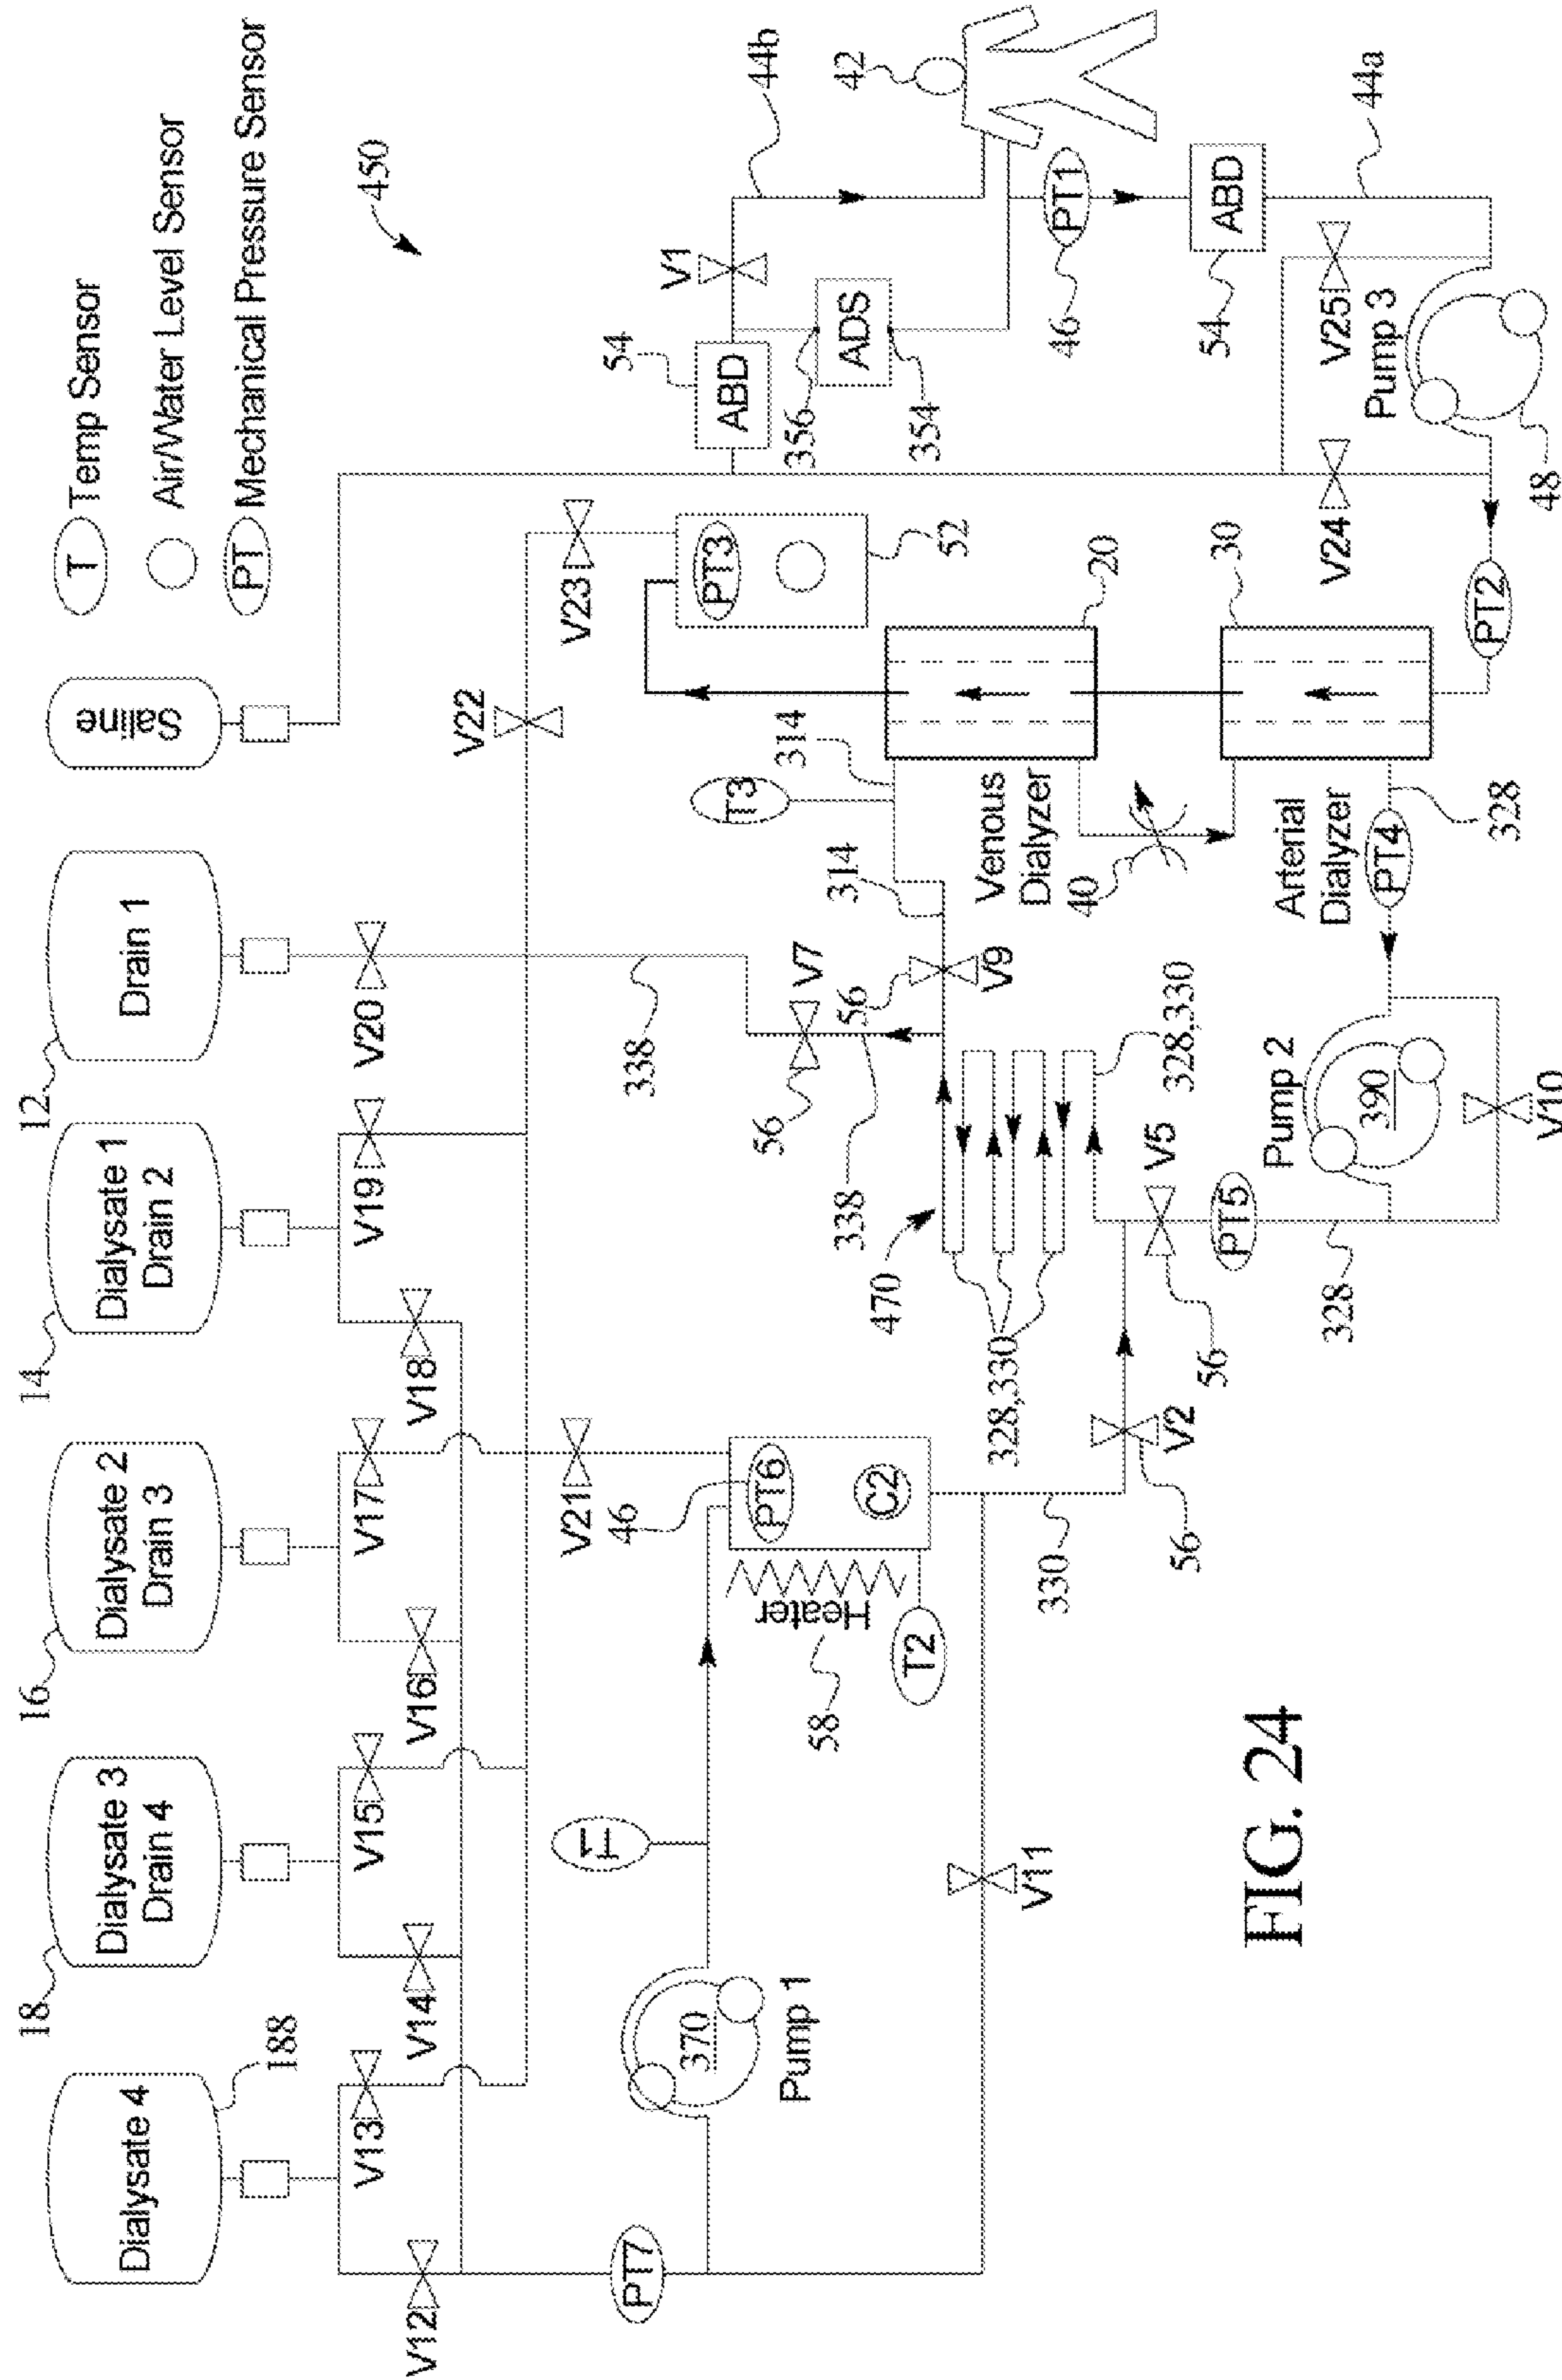 T Temp Sensor
Air/Water Level Sensor
PT Mechanical Pressure Sensor
450
Saline
Drain 1
12
Dialysate 1
Drain 2
14
Dialysate 2
Drain 3
16
Dialysate 3
Drain 4
18
Dialysate 4
188
V20
V19
V18
V17
V16
V15
V14
V13
V12
V22
V23
V21
PT7
370
Pump 1
T1
46
PT6
C2
Heater
58
T2
V11
330
V2
56
328,330
470
338
338
56
V7
56
V9
314
314
T3
328,330
V5
56
PT5
328
Pump 2
390
V10
PT4
328
Arterial
Dialyzer
40
Venous
Dialyzer
20
30
PT3
52
PT2
V24
V25
Pump 3
48
54
ABD
356
ADS
354
V1
44b
42
PT1
46
ABD
54
44a
FIG. 24